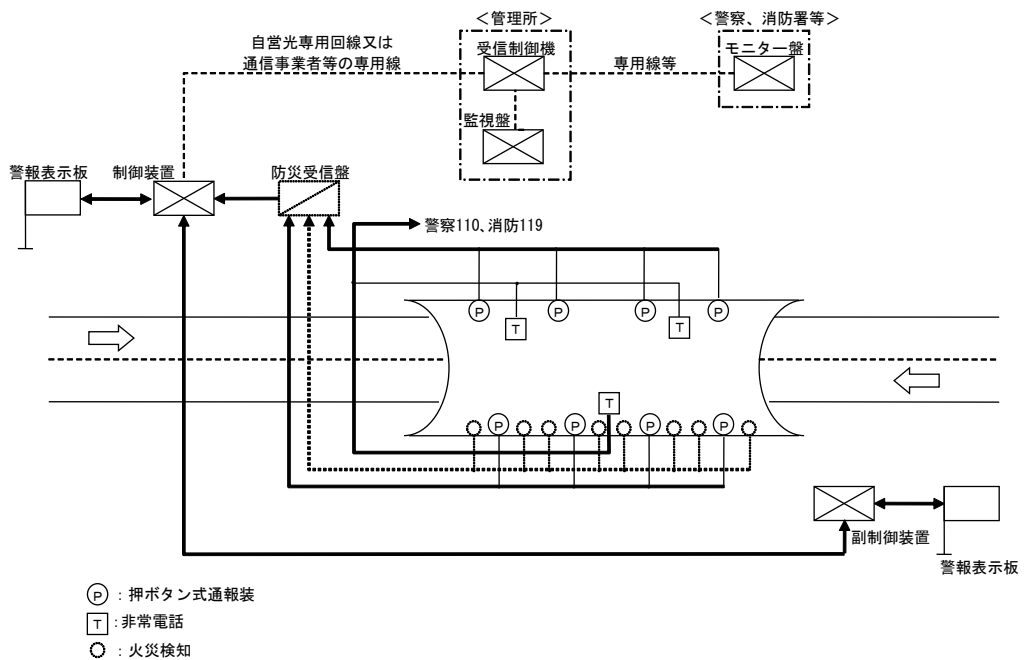 ＜管理所＞
＜警察、消防署等＞
自営光専用回線又は
通信事業者等の専用線
受信制御機
専用線等
モニター盤
監視盤
警報表示板
制御装置
防災受信盤
警察110、消防119
P
P
P
P
T
T
T
P
P
P
P
副制御装置
警報表示板
P：押ボタン式通報装
T：非常電話
：火災検知